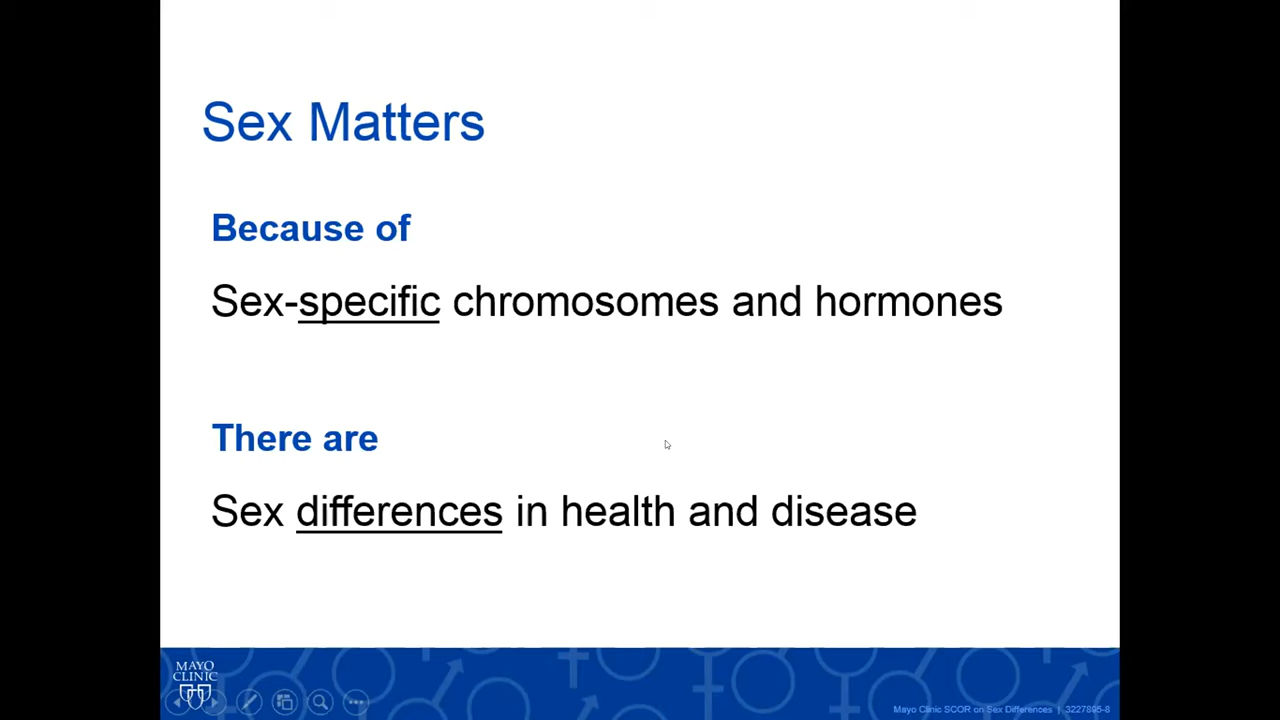 Sex Matters
Because of
Sex-specific chromosomes and hormones
There are
Sex differences in health and disease
MAYO
CLINIC
Mayo Clinic SCOR on Sex Differences | 3227895-8